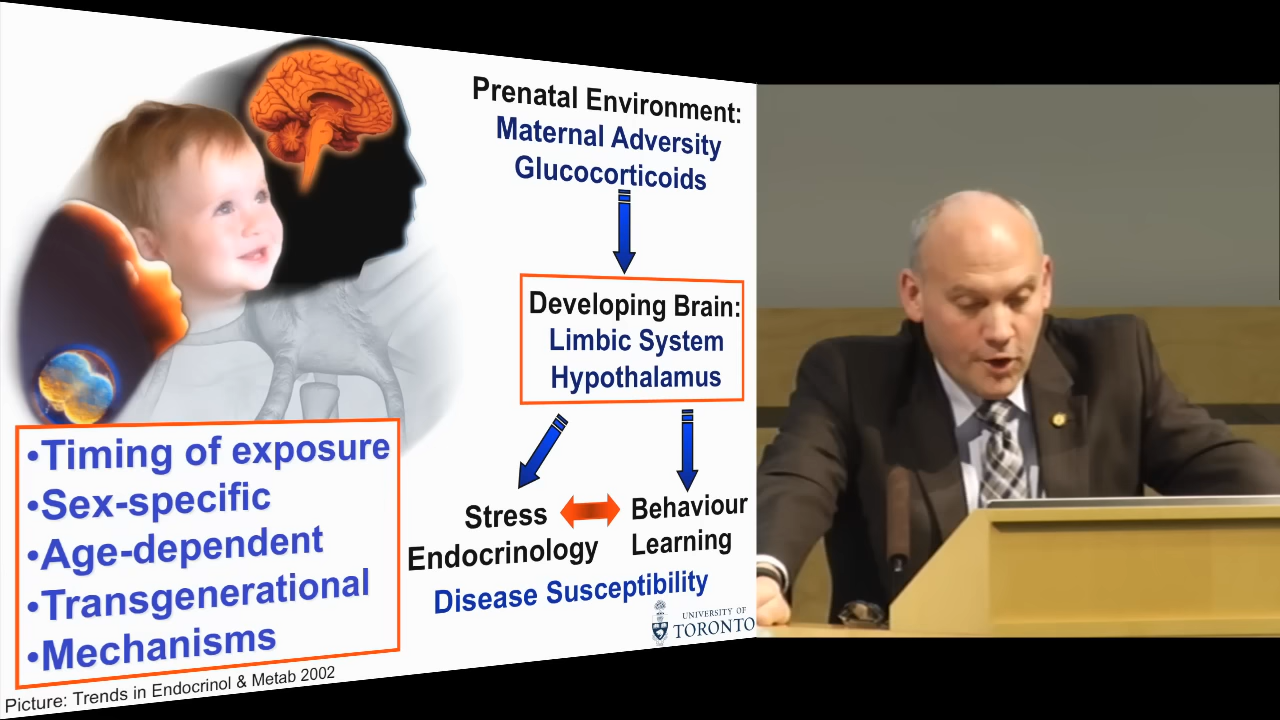 Prenatal Environment:
Maternal Adversity
Glucocorticoids
Developing Brain:
Limbic System
Hypothalamus
Stress
Endocrinology
Behaviour
Learning
Disease Susceptibility
•Timing of exposure
•Sex-specific
•Age-dependent
•Transgenerational
•Mechanisms
Picture: Trends in Endocrinol & Metab 2002
UNIVERSITY OF
TORONTO